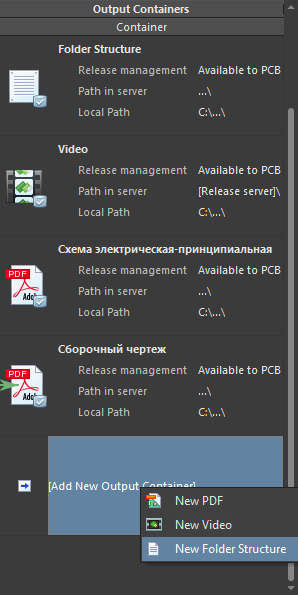 Output Containers
Container
Folder Structure
Release management Available to PCB
Path in server ...\
Local Path C:\...\
Video
Release management Available to PCB
Path in server [Release server]\
Local Path C:\...\
Схема электрическая-принципиальная
PDF
Release management Available to PCB
Adob
Path in server ...\
Local Path C:\...\
Сборочный чертеж
PDF
Release management Available to PCB
Adob
Path in server ...\
Local Path C:\...\
[Add New Output Container]
New PDF
New Video
New Folder Structure